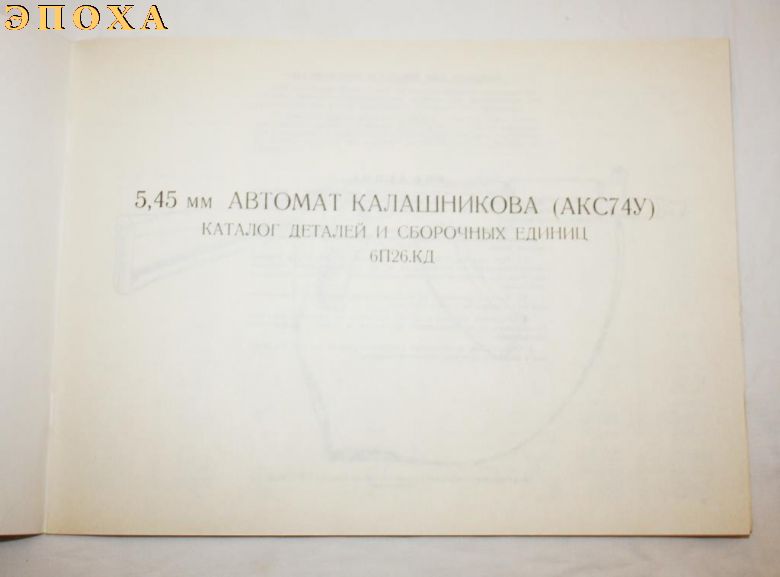 ЭПОХА
5,45 мм АВТОМАТ КАЛАШНИКОВА (АКС74У)
КАТАЛОГ ДЕТАЛЕЙ И СБОРОЧНЫХ ЕДИНИЦ
6П26.КД